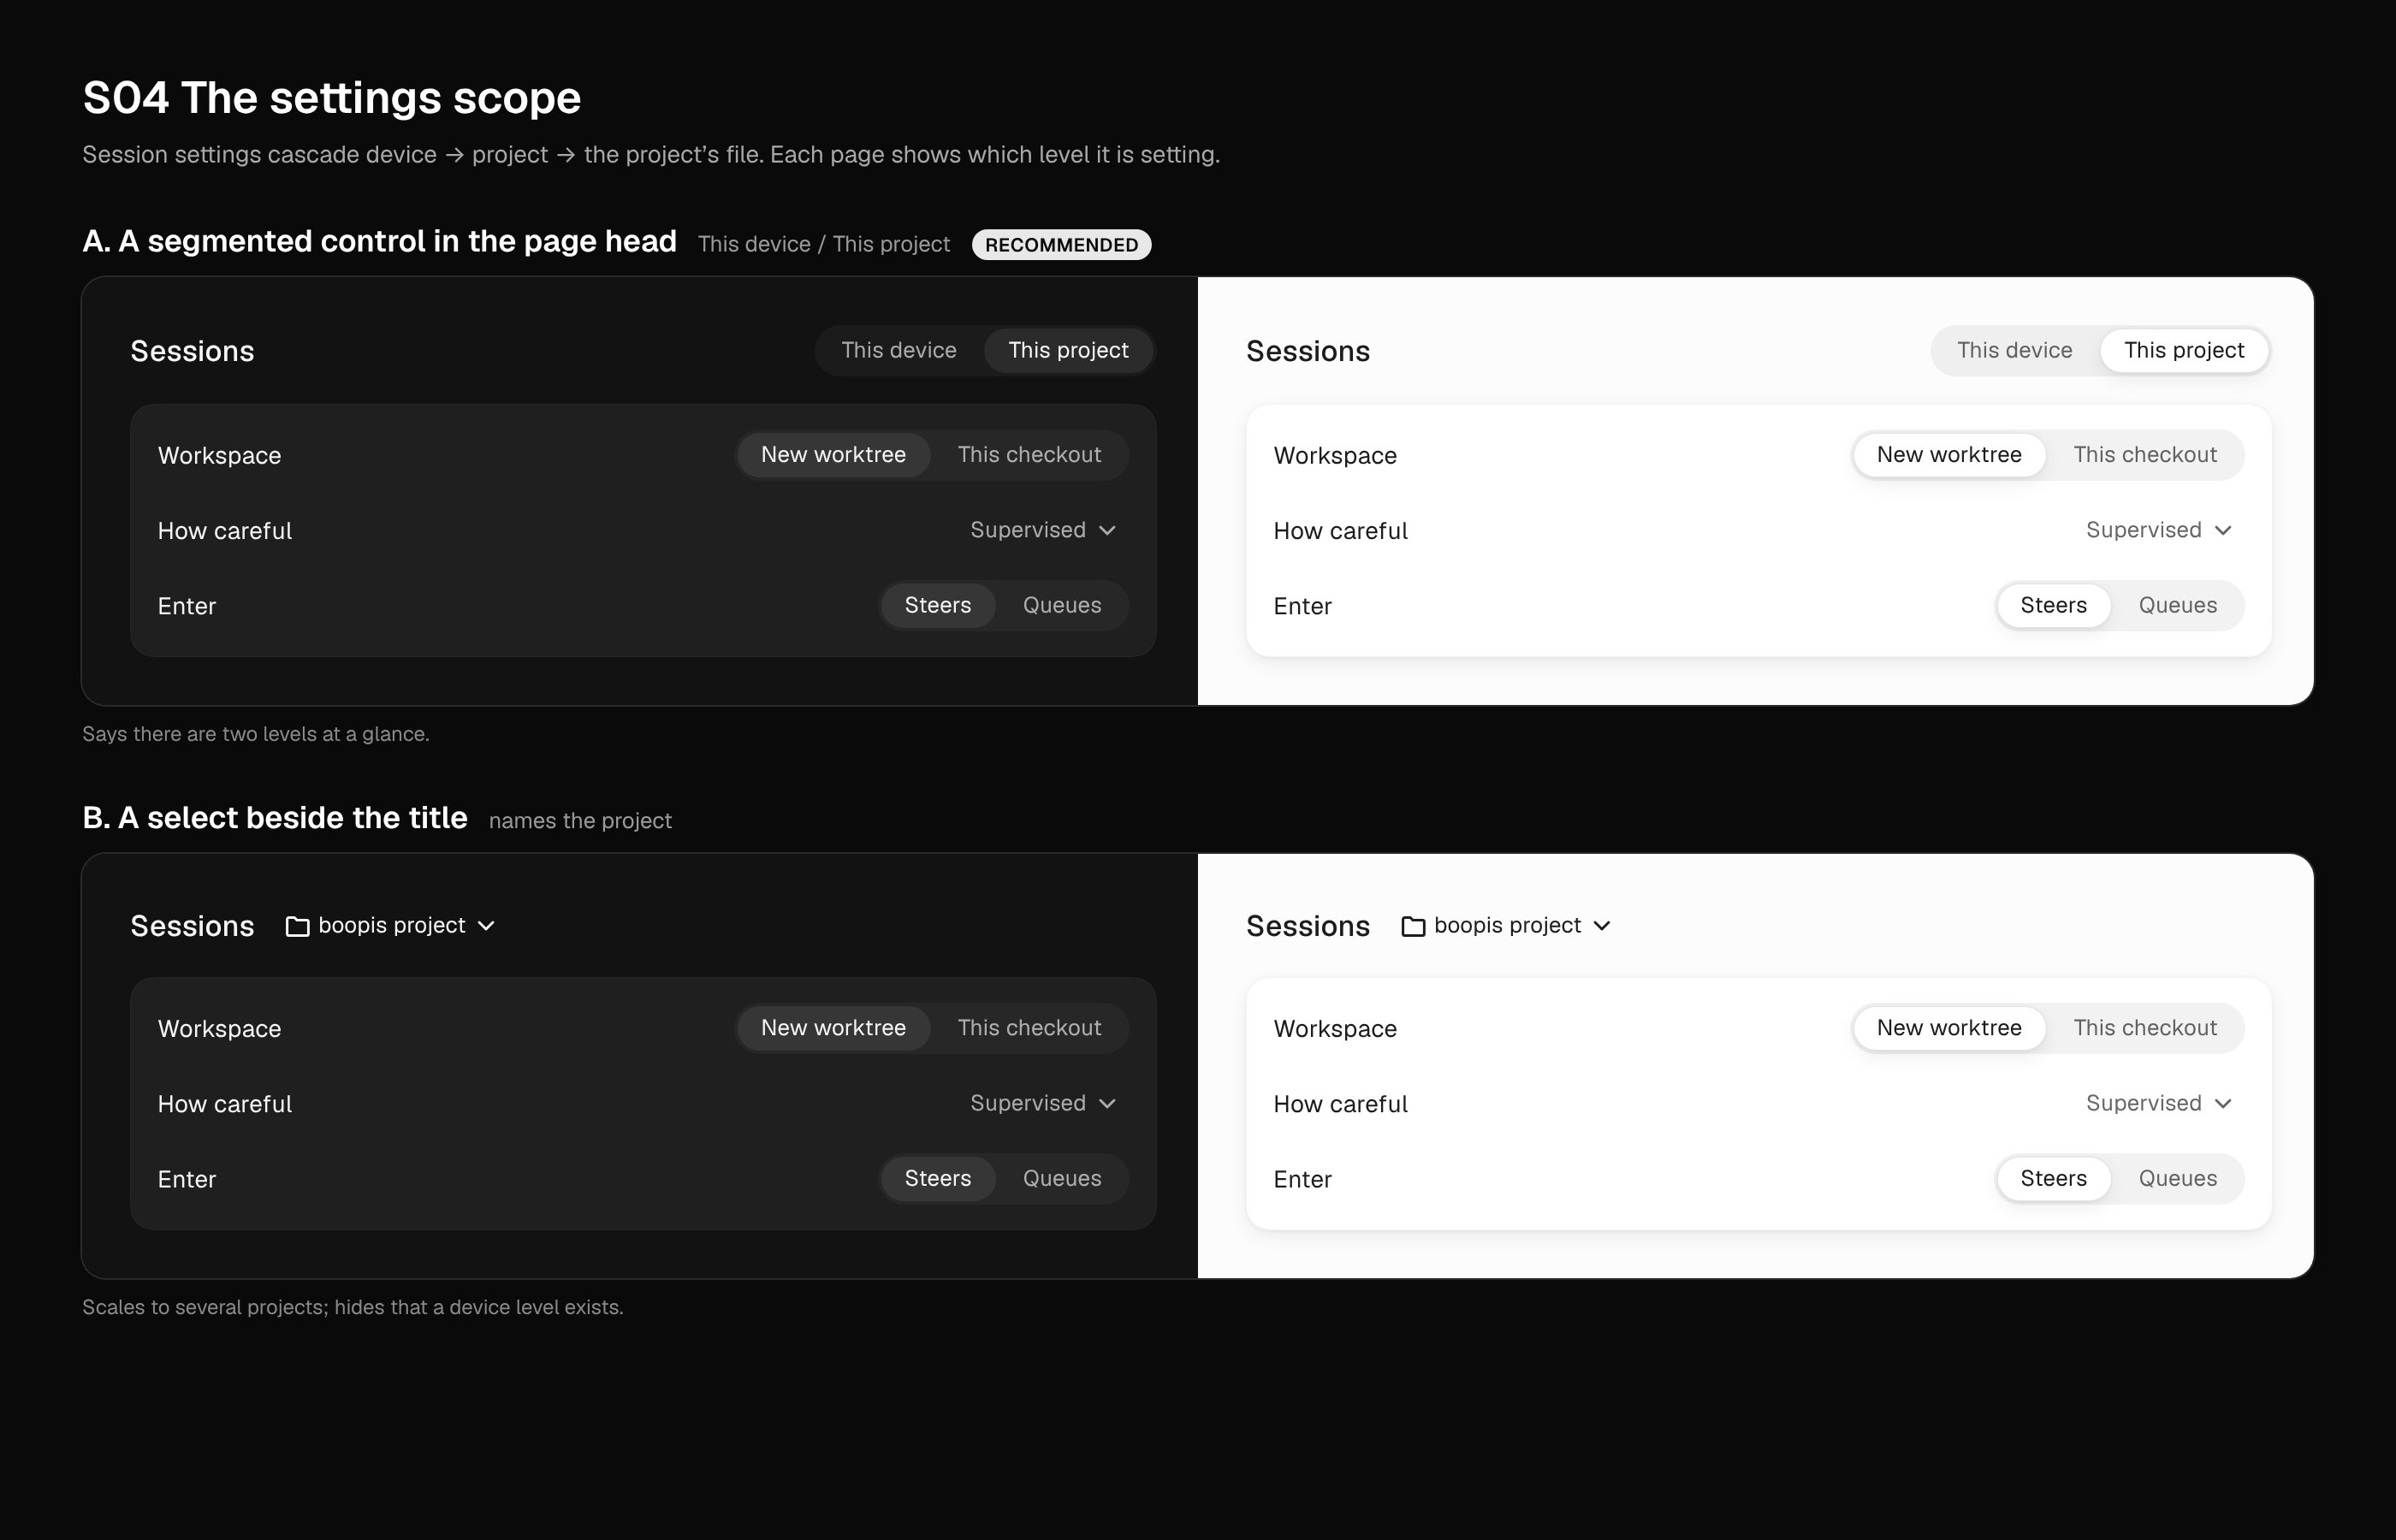 S04 The settings scope
Session settings cascade device → project → the project’s file. Each page shows which level it is setting.
A. A segmented control in the page head This device / This project RECOMMENDED
Sessions This device This project
Workspace New worktree This checkout
How careful Supervised
Enter Steers Queues
Sessions This device This project
Workspace New worktree This checkout
How careful Supervised
Enter Steers Queues
Says there are two levels at a glance.
B. A select beside the title names the project
Sessions boopis project
Workspace New worktree This checkout
How careful Supervised
Enter Steers Queues
Sessions boopis project
Workspace New worktree This checkout
How careful Supervised
Enter Steers Queues
Scales to several projects; hides that a device level exists.